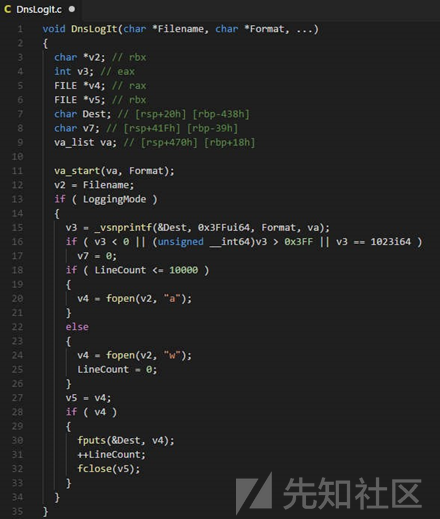 DnsLogIt.c
1 void DnsLogIt(char *Filename, char *Format, ...)
2 {
3 char *v2; // rbx
4 int v3; // eax
5 FILE *v4; // rax
6 FILE *v5; // rbx
7 char Dest; // [rsp+20h] [rbp-438h]
8 char v7; // [rsp+41Fh] [rbp-39h]
9 va_list va; // [rsp+470h] [rbp+18h]
10
11 va_start(va, Format);
12 v2 = Filename;
13 if ( LoggingMode )
14 {
15 v3 = _vsnprintf(&Dest, 0x3FFui64, Format, va);
16 if ( v3 < 0 || (unsigned __int64)v3 > 0x3FF || v3 == 1023i64 )
17 v7 = 0;
18 if ( LineCount <= 10000 )
19 {
20 v4 = fopen(v2, "a");
21 }
22 else
23 {
24 v4 = fopen(v2, "w");
25 LineCount = 0;
26 }
27 v5 = v4;
28 if ( v4 )
29 {
30 fputs(&Dest, v4);
31 ++LineCount;
32 fclose(v5);
33 }
34 }
35 }
先知社区